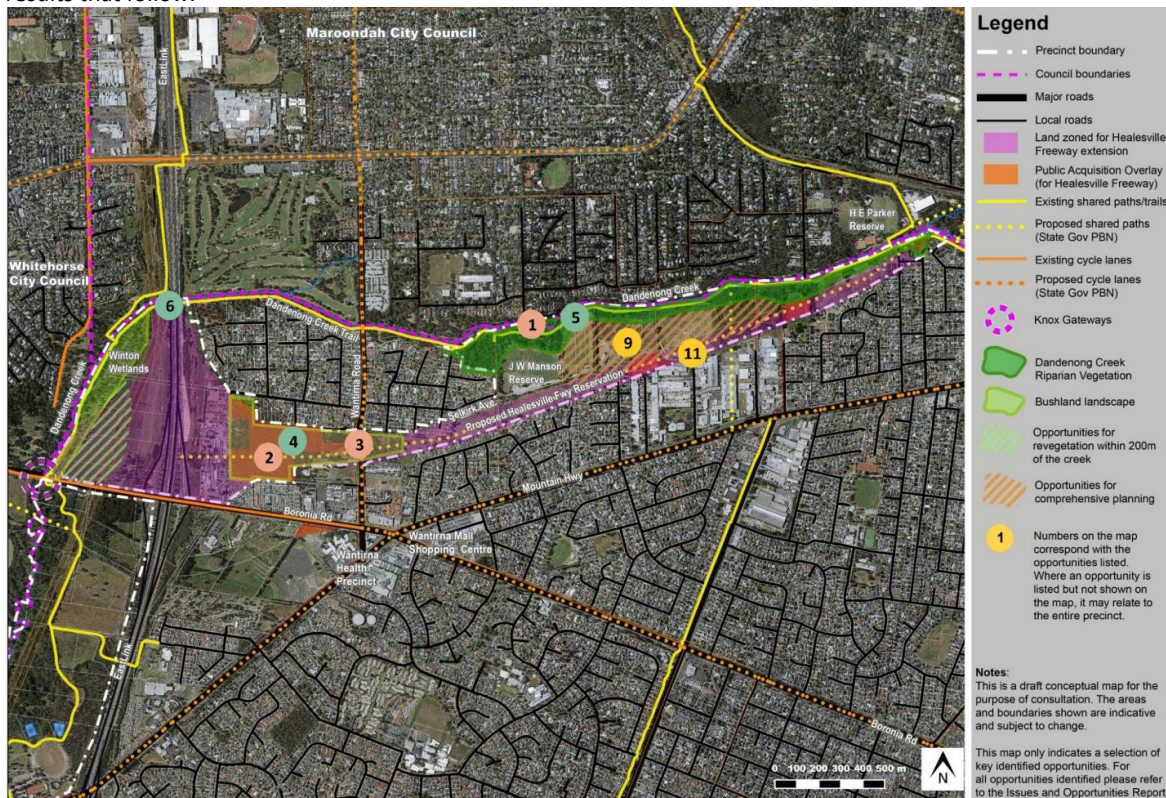 results that follow.
Maroondah City Council
EastLink
Whitehorse
City Council
H E Parker
Reserve
6
Dandenong Creek Trail
Dandenong Creek
1
5
9
11
Winton
Wetlands
Dandenong Creek
J W Manson
Reserve
Wantirna Road
Selkirk Ave
Proposed Healesville Fwy Reservation
4
3
2
Mountain Hwy
Boronia Rd
Wantirna Mall
Shopping Centre
Wantirna
Health
Precinct
EastLink
Boronia Rd
0 100 200 300 400 500 m
N
Legend
Precinct boundary
Council boundaries
Major roads
Local roads
Land zoned for Healesville
Freeway extension
Public Acquisition Overlay
(for Healesville Freeway)
Existing shared paths/trails
Proposed shared paths
(State Gov PBN)
Existing cycle lanes
Proposed cycle lanes
(State Gov PBN)
Knox Gateways
Dandenong Creek
Riparian Vegetation
Bushland landscape
Opportunities for
revegetation within 200m
of the creek
Opportunities for
comprehensive planning
1
Numbers on the map
correspond with the
opportunities listed.
Where an opportunity is
listed but not shown on
the map, it may relate to
the entire precinct.
Notes:
This is a draft conceptual map for the
purpose of consultation. The areas
and boundaries shown are indicative
and subject to change.
This map only indicates a selection of
key identified opportunities. For
all opportunities identified please refer
to the Issues and Opportunities Report